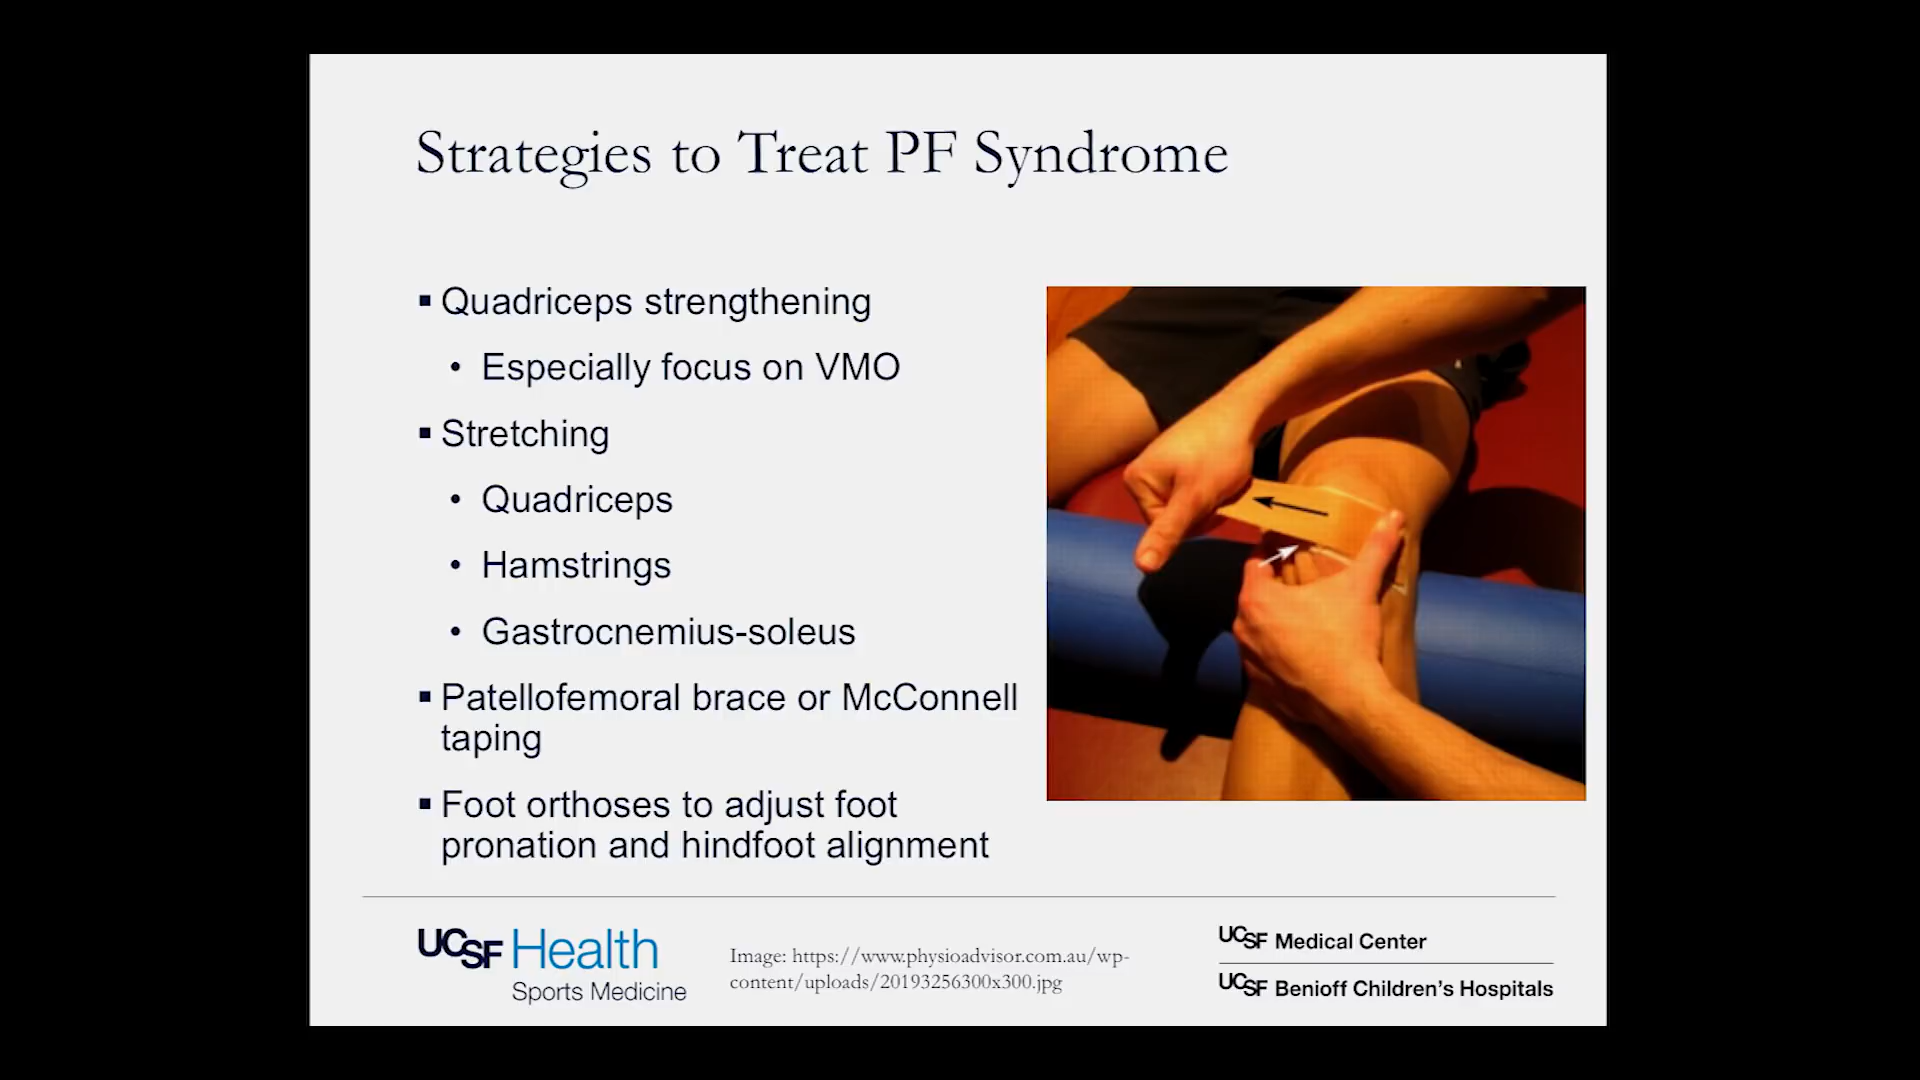 Strategies to Treat PF Syndrome
▪ Quadriceps strengthening
• Especially focus on VMO
▪ Stretching
• Quadriceps
• Hamstrings
• Gastrocnemius-soleus
▪ Patellofemoral brace or McConnell
taping
▪ Foot orthoses to adjust foot
pronation and hindfoot alignment
UCSF Health
Sports Medicine
Image: https://www.physioadvisor.com.au/wp-
content/uploads/20193256300x300.jpg
UCSF Medical Center
UCSF Benioff Children's Hospitals